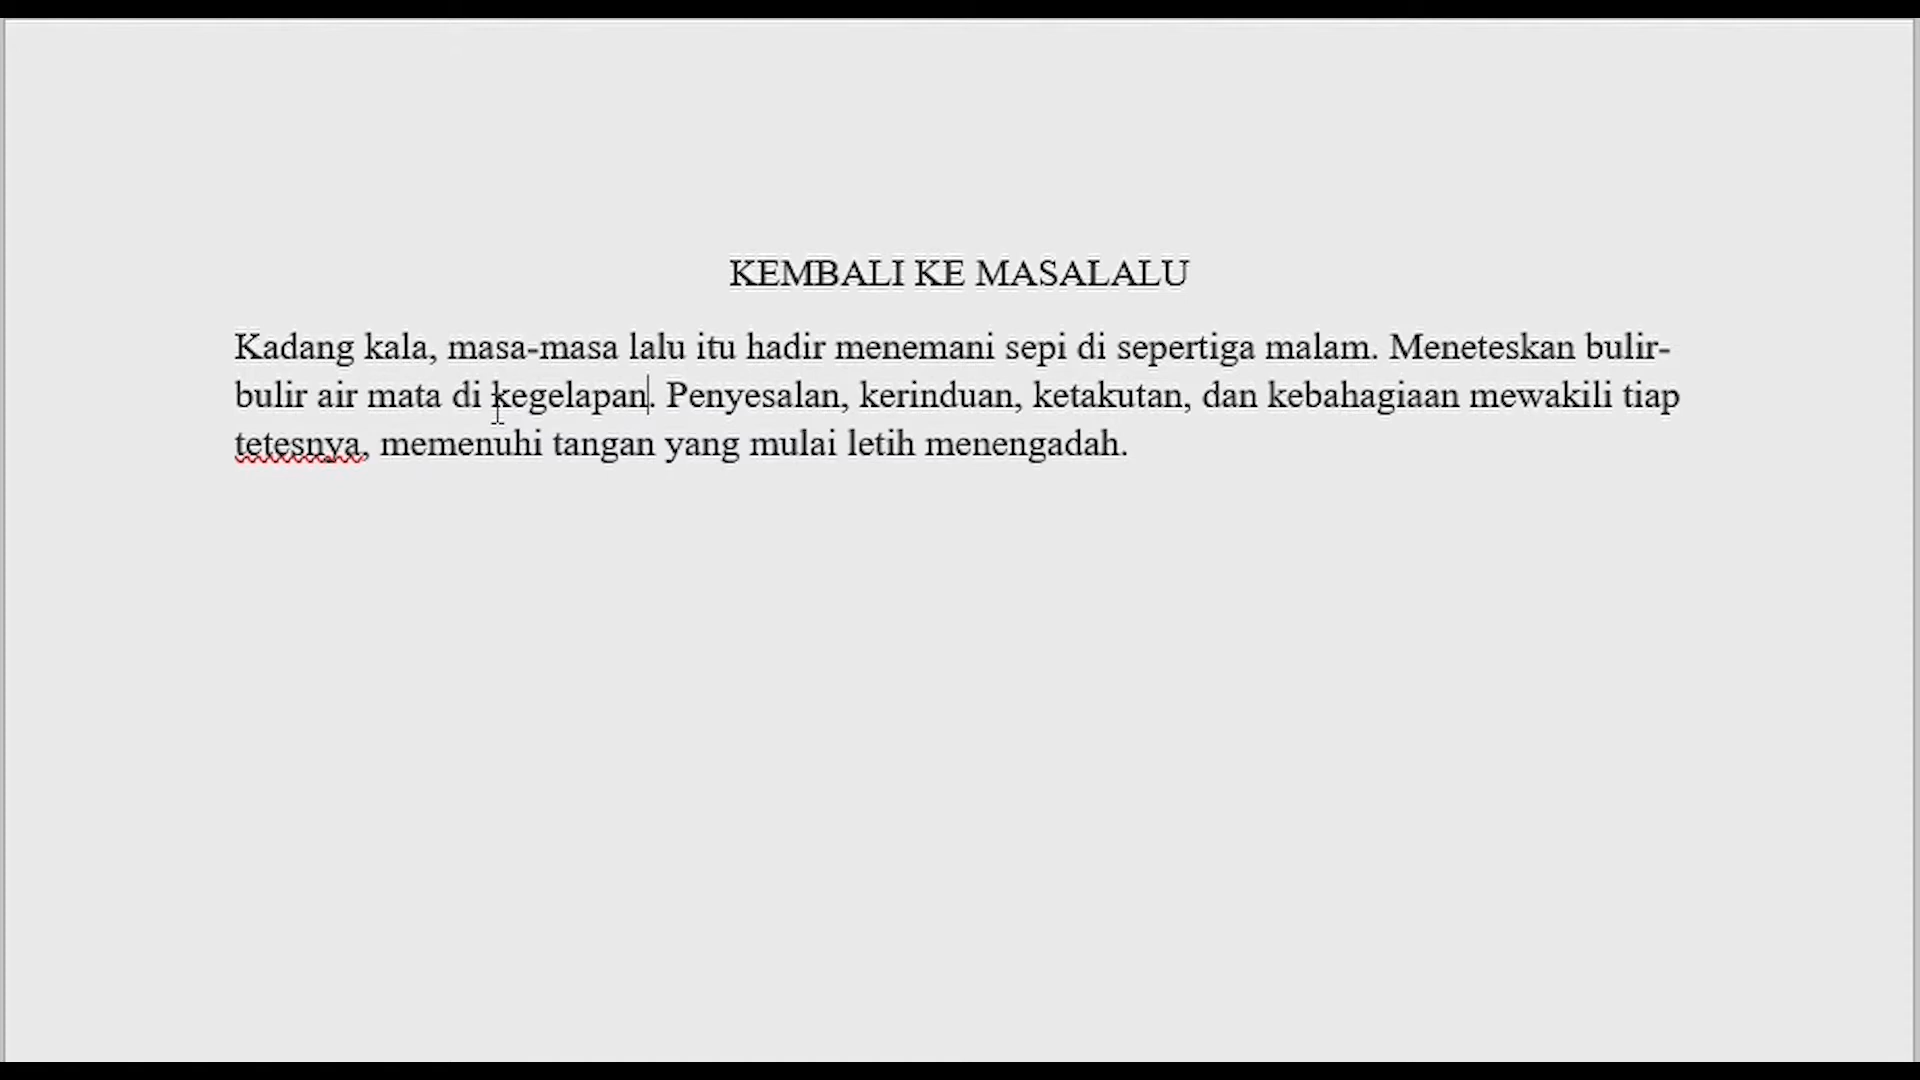 KEMBALI KE MASALALU
Kadang kala, masa-masa lalu itu hadir menemani sepi di sepertiga malam. Meneteskan bulir-
bulir air mata di kegelapan. Penyesalan, kerinduan, ketakutan, dan kebahagiaan mewakili tiap
tetesnya, memenuhi tangan yang mulai letih menengadah.